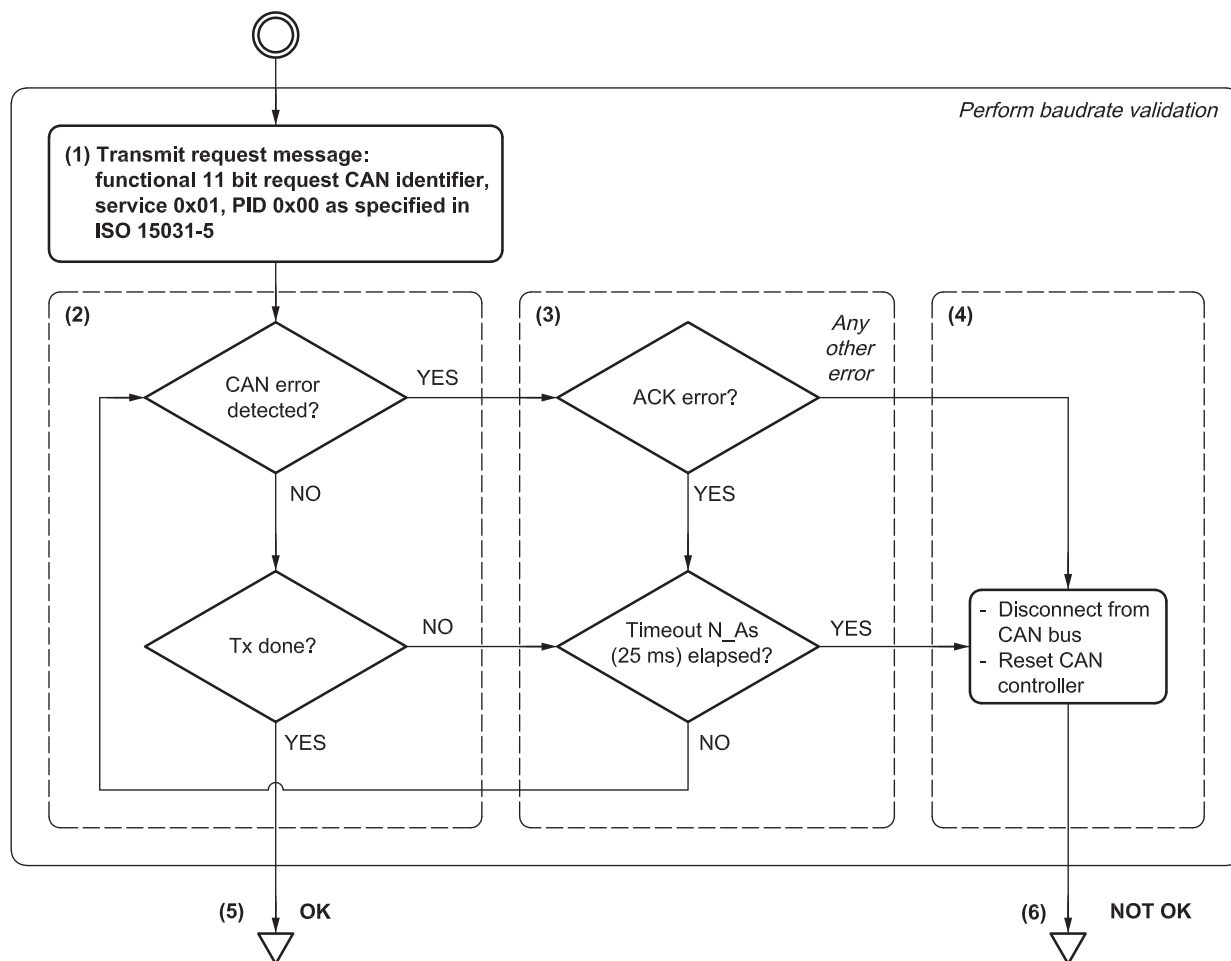 Perform baudrate validation
(1) Transmit request message:
functional 11 bit request CAN identifier,
service 0x01, PID 0x00 as specified in
ISO 15031-5
(2)
CAN error
detected?
YES
NO
Tx done?
NO
YES
(3)
ACK error?
Any
other
error
YES
Timeout N_As
(25 ms) elapsed?
YES
NO
(4)
- Disconnect from
CAN bus
- Reset CAN
controller
(5) OK
(6) NOT OK